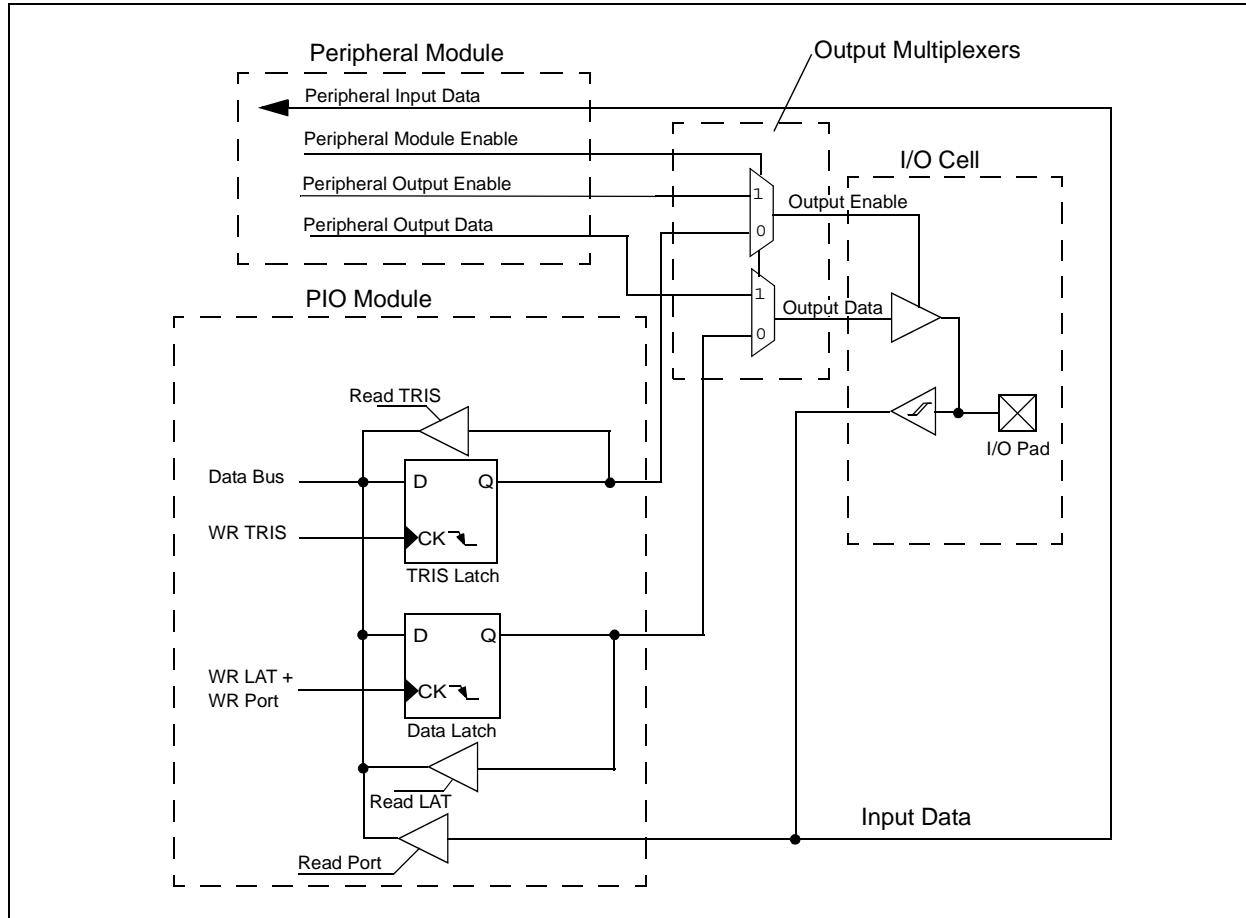 Peripheral Module
Output Multiplexers
Peripheral Input Data
Peripheral Module Enable
I/O Cell
Peripheral Output Enable
1
Output Enable
Peripheral Output Data
0
PIO Module
1
Output Data
0
Read TRIS
I/O Pad
Data Bus
D
Q
WR TRIS
CK
TRIS Latch
D
Q
WR LAT +
WR Port
CK
Data Latch
Read LAT
Input Data
Read Port